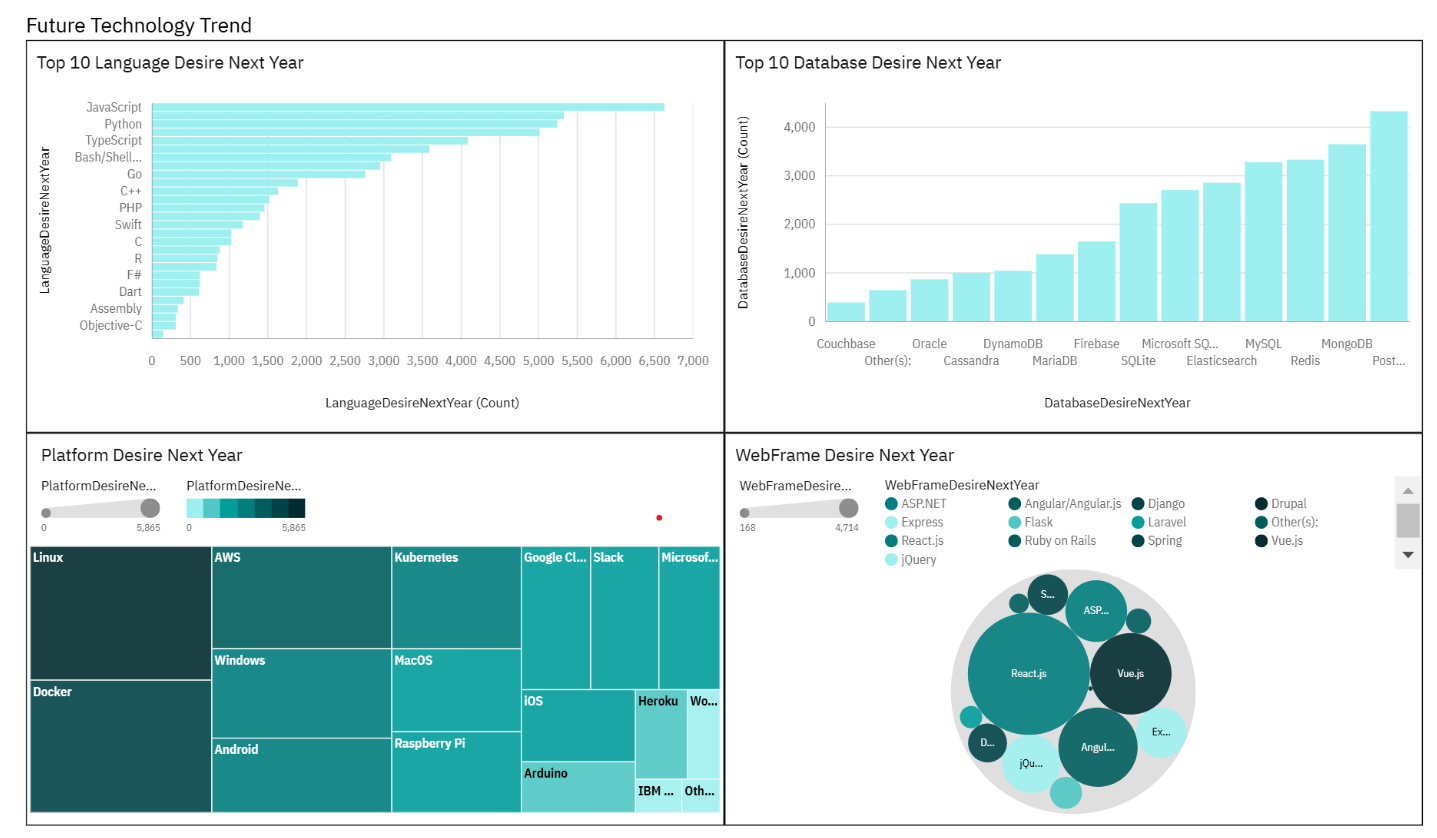 Future Technology Trend
Top 10 Language Desire Next Year
LanguageDesireNextYear
JavaScript
Python
TypeScript
Bash/Shell...
Go
C++
PHP
Swift
C
R
F#
Dart
Assembly
Objective-C
0 500 1,000 1,500 2,000 2,500 3,000 3,500 4,000 4,500 5,000 5,500 6,000 6,500 7,000
LanguageDesireNextYear (Count)
Top 10 Database Desire Next Year
DatabaseDesireNextYear (Count)
4,000
3,000
2,000
1,000
0
Couchbase Oracle DynamoDB Firebase Microsoft SQ... MySQL MongoDB
Other(s): Cassandra MariaDB SQLite Elasticsearch Redis Post...
DatabaseDesireNextYear
Platform Desire Next Year
PlatformDesireNe... PlatformDesireNe...
0 5,865 0 5,865
Linux AWS Kubernetes Google Cl... Slack Microsof...
Windows MacOS
Docker iOS Heroku Wo...
Android Raspberry Pi
Arduino
IBM ... Oth...
WebFrame Desire Next Year
WebFrameDesire...
168 4,714
WebFrameDesireNextYear
ASP.NET Angular/Angular.js Django Drupal
Express Flask Laravel Other(s):
React.js Ruby on Rails Spring Vue.js
jQuery
S...
ASP...
React.js Vue.js
Ex...
D... Angul...
jQu...